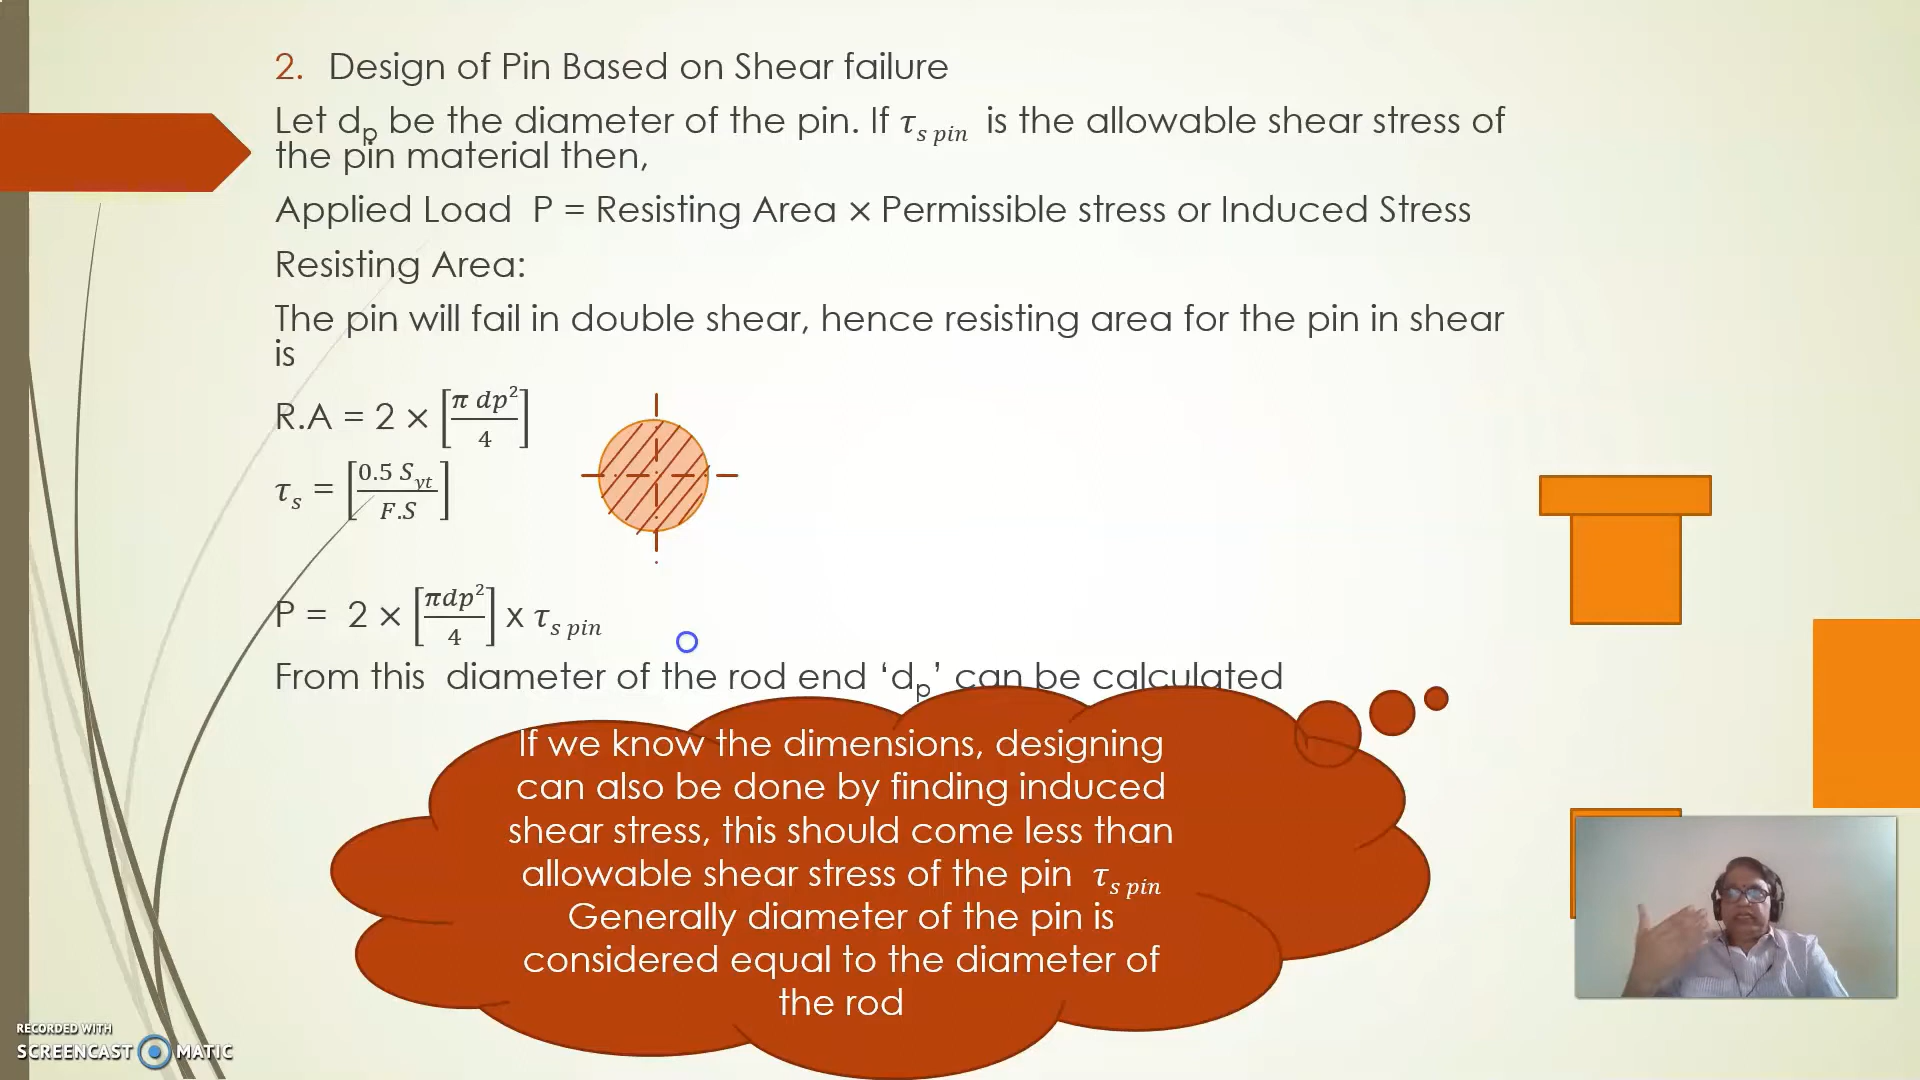 2. Design of Pin Based on Shear failure
Let dₚ be the diameter of the pin. If τₛ ₚᵢₙ is the allowable shear stress of
the pin material then,
Applied Load P = Resisting Area × Permissible stress or Induced Stress
Resisting Area:
The pin will fail in double shear, hence resisting area for the pin in shear
is
R.A = 2 × [π dp²/4]
τₛ = [0.5 S_yt/F.S]
P = 2 × [πdp²/4] x τₛ ₚᵢₙ
From this diameter of the rod end ‘dₚ’ can be calculated
If we know the dimensions, designing
can also be done by finding induced
shear stress, this should come less than
allowable shear stress of the pin τₛ ₚᵢₙ
Generally diameter of the pin is
considered equal to the diameter of
the rod
RECORDED WITH
SCREENCAST MATIC